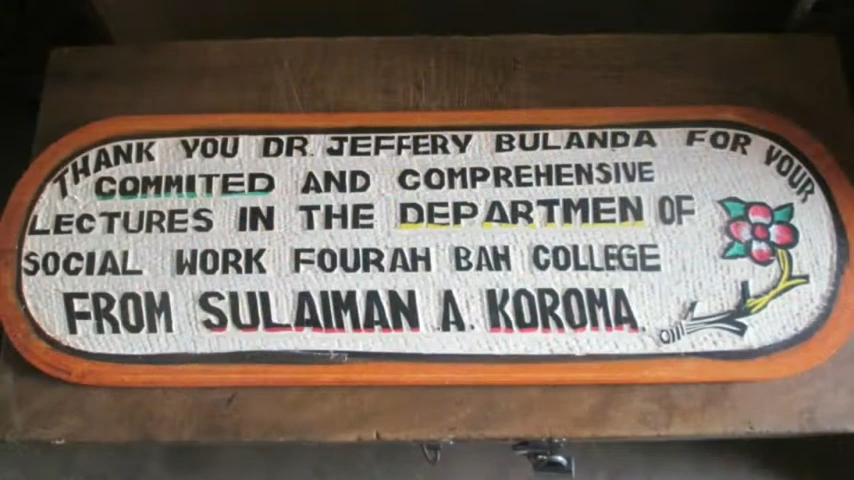 THANK YOU DR. JEFFERY BULANDA FOR YOUR
COMMITED AND COMPREHENSIVE
LECTURES IN THE DEPARTMEN OF
SOCIAL WORK FOURAH BAH COLLEGE
FROM SULAIMAN .A. KOROMA.